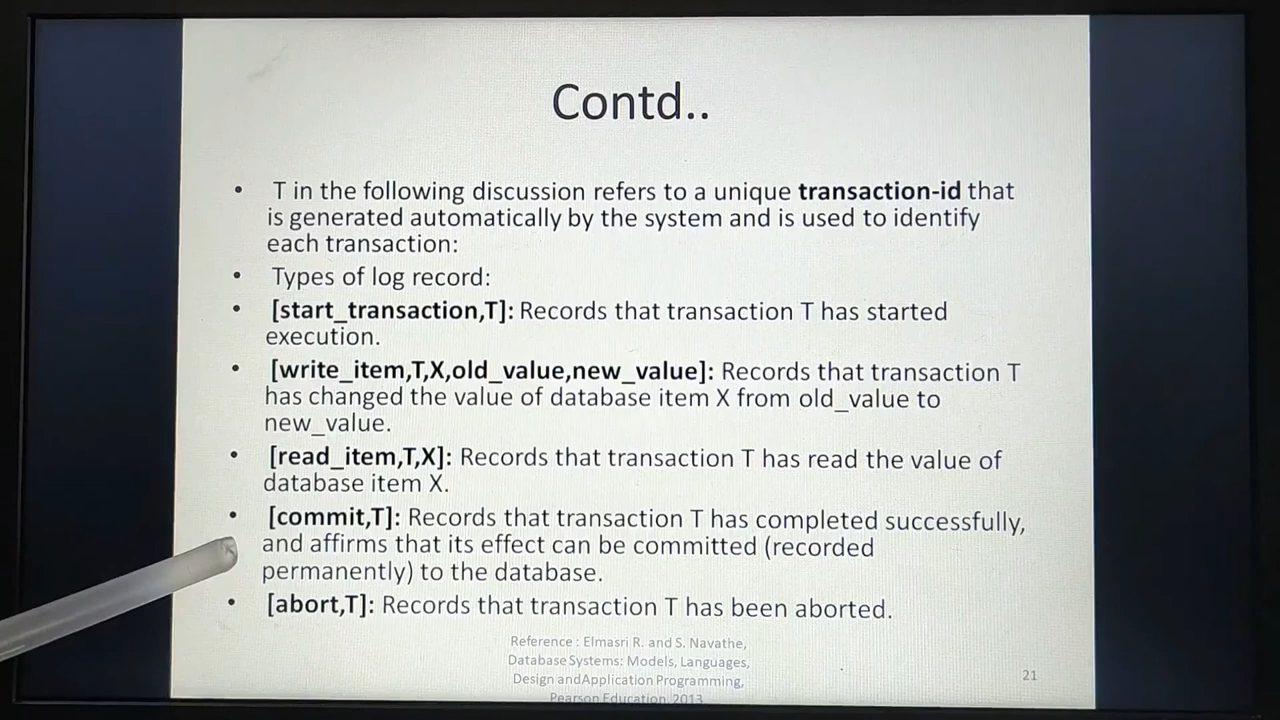 Contd..
• T in the following discussion refers to a unique transaction-id that
is generated automatically by the system and is used to identify
each transaction:
• Types of log record:
• [start_transaction,T]: Records that transaction T has started
execution.
• [write_item,T,X,old_value,new_value]: Records that transaction T
has changed the value of database item X from old_value to
new_value.
• [read_item,T,X]: Records that transaction T has read the value of
database item X.
• [commit,T]: Records that transaction T has completed successfully,
and affirms that its effect can be committed (recorded
permanently) to the database.
• [abort,T]: Records that transaction T has been aborted.
Reference : Elmasri R. and S. Navathe,
Database Systems: Models, Languages,
Design and Application Programming,
Pearson Education, 2013
21